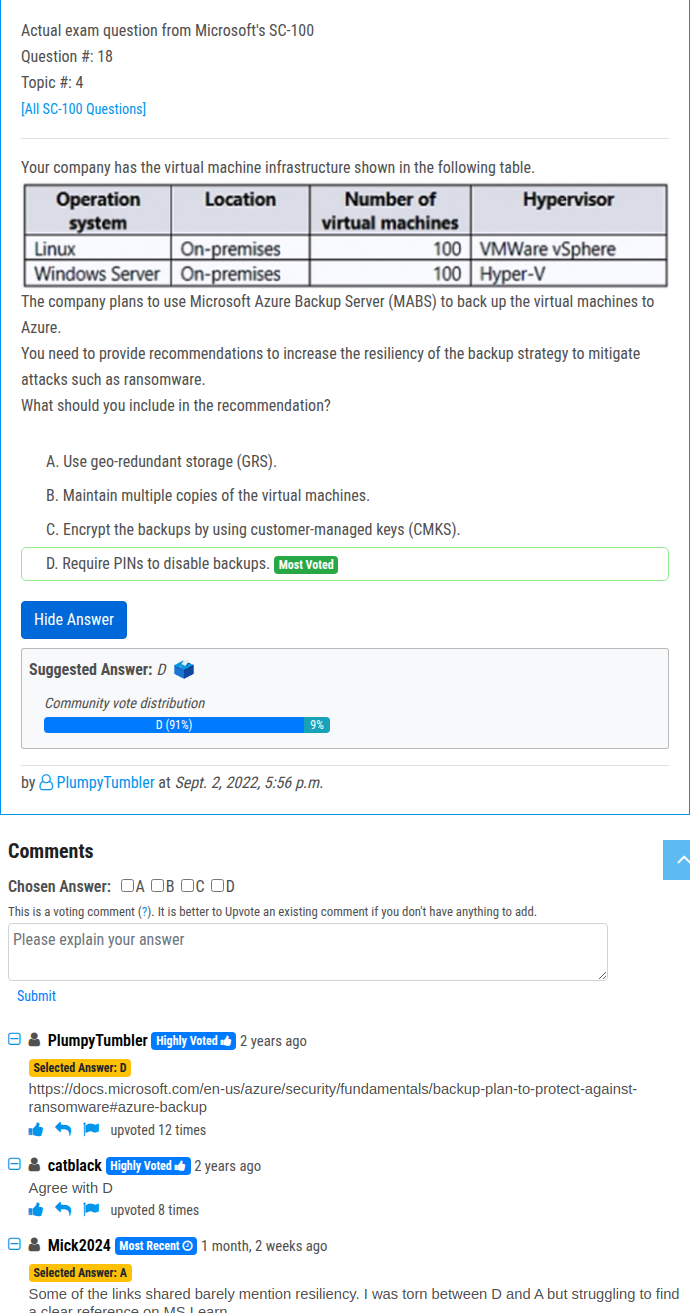 Actual exam question from Microsoft's SC-100
Question #: 18
Topic #: 4
[All SC-100 Questions]
Your company has the virtual machine infrastructure shown in the following table.
Operation system Location Number of virtual machines Hypervisor
Linux On-premises 100 VMWare vSphere
Windows Server On-premises 100 Hyper-V
The company plans to use Microsoft Azure Backup Server (MABS) to back up the virtual machines to
Azure.
You need to provide recommendations to increase the resiliency of the backup strategy to mitigate
attacks such as ransomware.
What should you include in the recommendation?
A. Use geo-redundant storage (GRS).
B. Maintain multiple copies of the virtual machines.
C. Encrypt the backups by using customer-managed keys (CMKS).
D. Require PINs to disable backups. Most Voted
Hide Answer
Suggested Answer: D
Community vote distribution
D (91%) 9%
by PlumpyTumbler at Sept. 2, 2022, 5:56 p.m.
Comments
Chosen Answer: A B C D
This is a voting comment (?). It is better to Upvote an existing comment if you don't have anything to add.
Please explain your answer
Submit
PlumpyTumbler Highly Voted 2 years ago
Selected Answer: D
https://docs.microsoft.com/en-us/azure/security/fundamentals/backup-plan-to-protect-against-
ransomware#azure-backup
upvoted 12 times
catblack Highly Voted 2 years ago
Agree with D
upvoted 8 times
Mick2024 Most Recent 1 month, 2 weeks ago
Selected Answer: A
Some of the links shared barely mention resiliency. I was torn between D and A but struggling to find
a clear reference on MS Learn